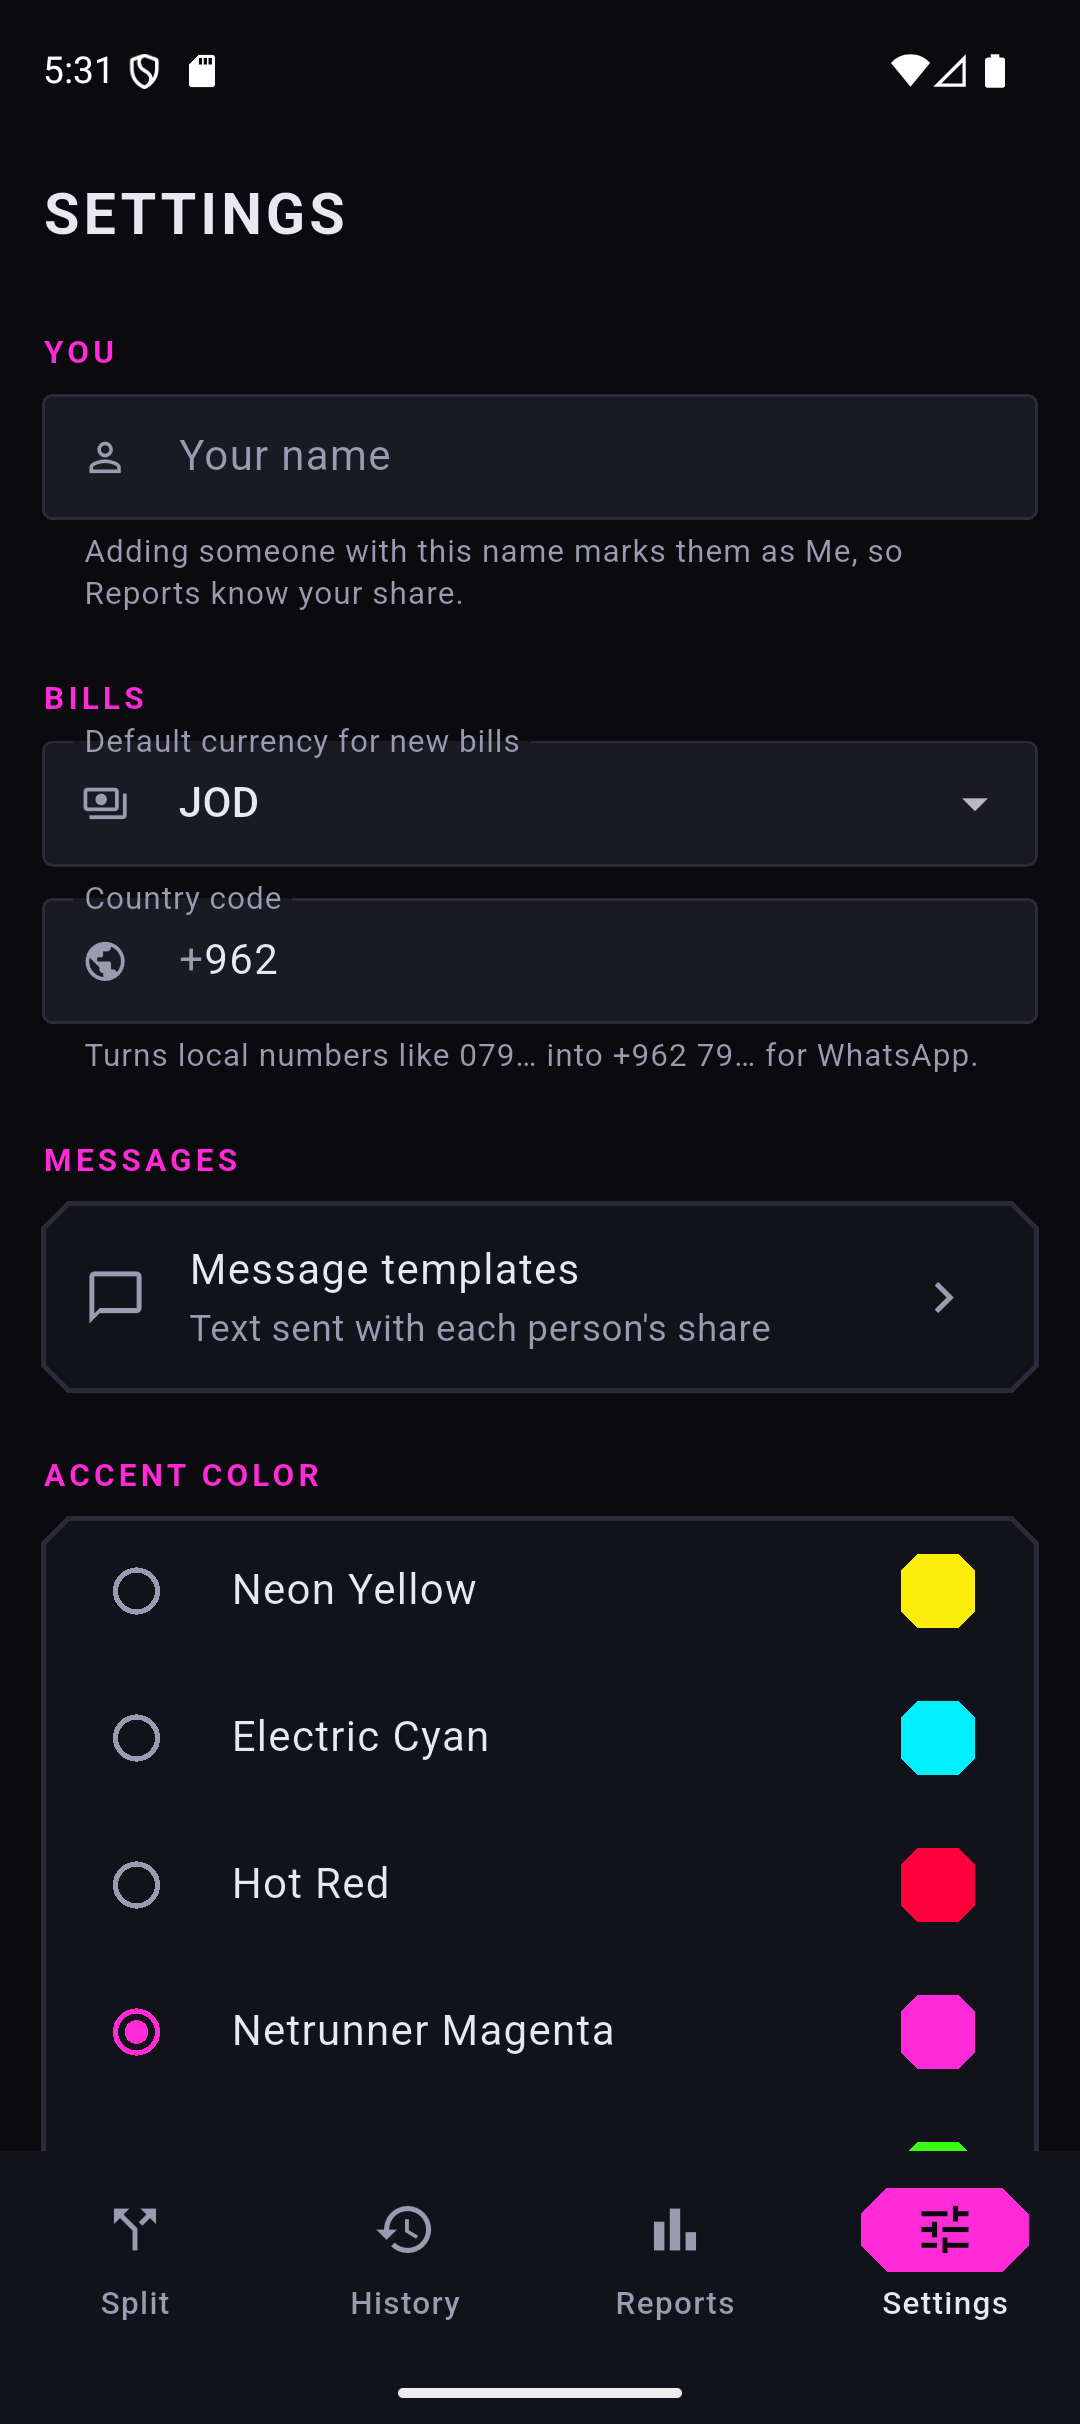 5:31
SETTINGS
YOU
Your name
Adding someone with this name marks them as Me, so
Reports know your share.
BILLS
Default currency for new bills
JOD
Country code
+962
Turns local numbers like 079… into +962 79… for WhatsApp.
MESSAGES
Message templates
Text sent with each person's share
ACCENT COLOR
Neon Yellow
Electric Cyan
Hot Red
Netrunner Magenta
Split
History
Reports
Settings